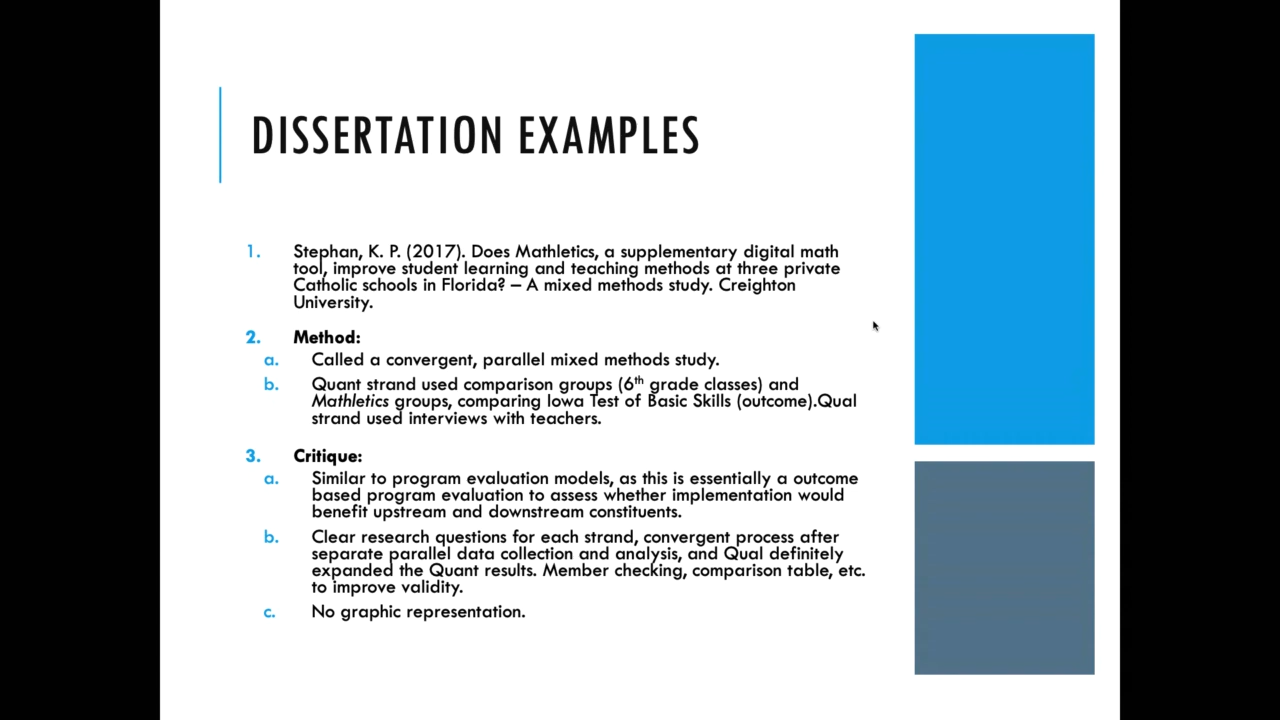 DISSERTATION EXAMPLES
1. Stephan, K. P. (2017). Does Mathletics, a supplementary digital math
tool, improve student learning and teaching methods at three private
Catholic schools in Florida? – A mixed methods study. Creighton
University.
2. Method:
a. Called a convergent, parallel mixed methods study.
b. Quant strand used comparison groups (6th grade classes) and
Mathletics groups, comparing Iowa Test of Basic Skills (outcome).Qual
strand used interviews with teachers.
3. Critique:
a. Similar to program evaluation models, as this is essentially a outcome
based program evaluation to assess whether implementation would
benefit upstream and downstream constituents.
b. Clear research questions for each strand, convergent process after
separate parallel data collection and analysis, and Qual definitely
expanded the Quant results. Member checking, comparison table, etc.
to improve validity.
c. No graphic representation.